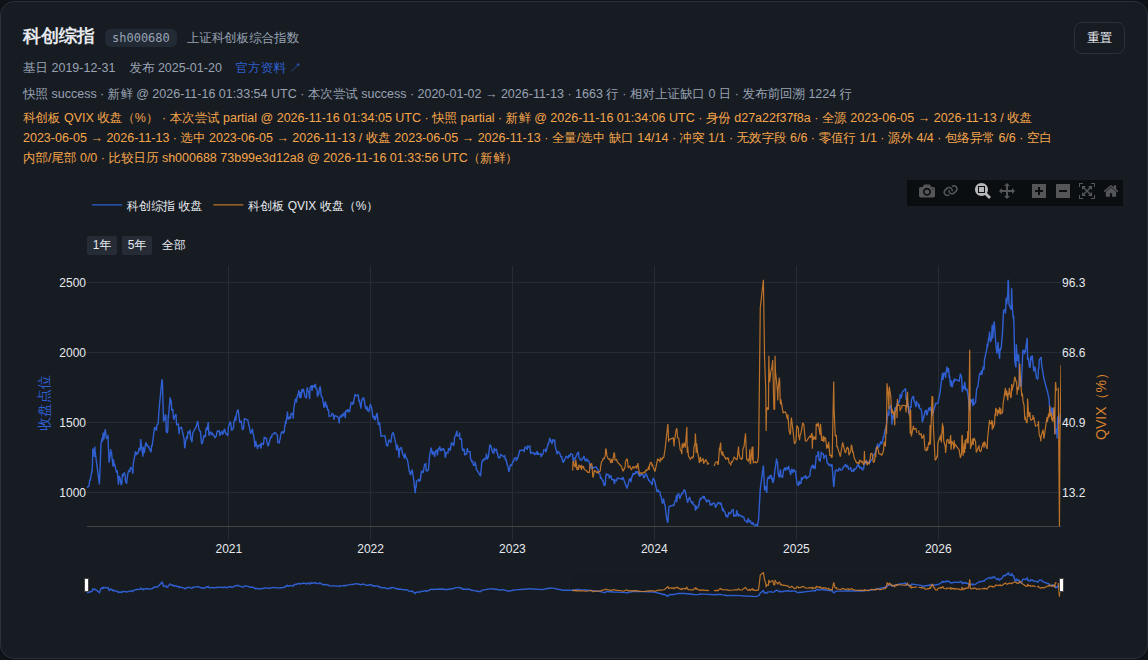 科创综指 sh000680 上证科创板综合指数
重置
基日 2019-12-31 发布 2025-01-20 官方资料 ↗
快照 success · 新鲜 @ 2026-11-16 01:33:54 UTC · 本次尝试 success · 2020-01-02 → 2026-11-13 · 1663 行 · 相对上证缺口 0 日 · 发布前回溯 1224 行
科创板 QVIX 收盘（%） · 本次尝试 partial @ 2026-11-16 01:34:05 UTC · 快照 partial · 新鲜 @ 2026-11-16 01:34:06 UTC · 身份 d27a22f37f8a · 全源 2023-06-05 → 2026-11-13 / 收盘
2023-06-05 → 2026-11-13 · 选中 2023-06-05 → 2026-11-13 / 收盘 2023-06-05 → 2026-11-13 · 全量/选中 缺口 14/14 · 冲突 1/1 · 无效字段 6/6 · 零值行 1/1 · 源外 4/4 · 包络异常 6/6 · 空白
内部/尾部 0/0 · 比较日历 sh000688 73b99e3d12a8 @ 2026-11-16 01:33:56 UTC（新鲜）
科创综指 收盘 科创板 QVIX 收盘（%）
1年 5年 全部
2500 96.3
2000 68.6
1500 40.9
1000 13.2
收盘点位
QVIX（%）
2021 2022 2023 2024 2025 2026